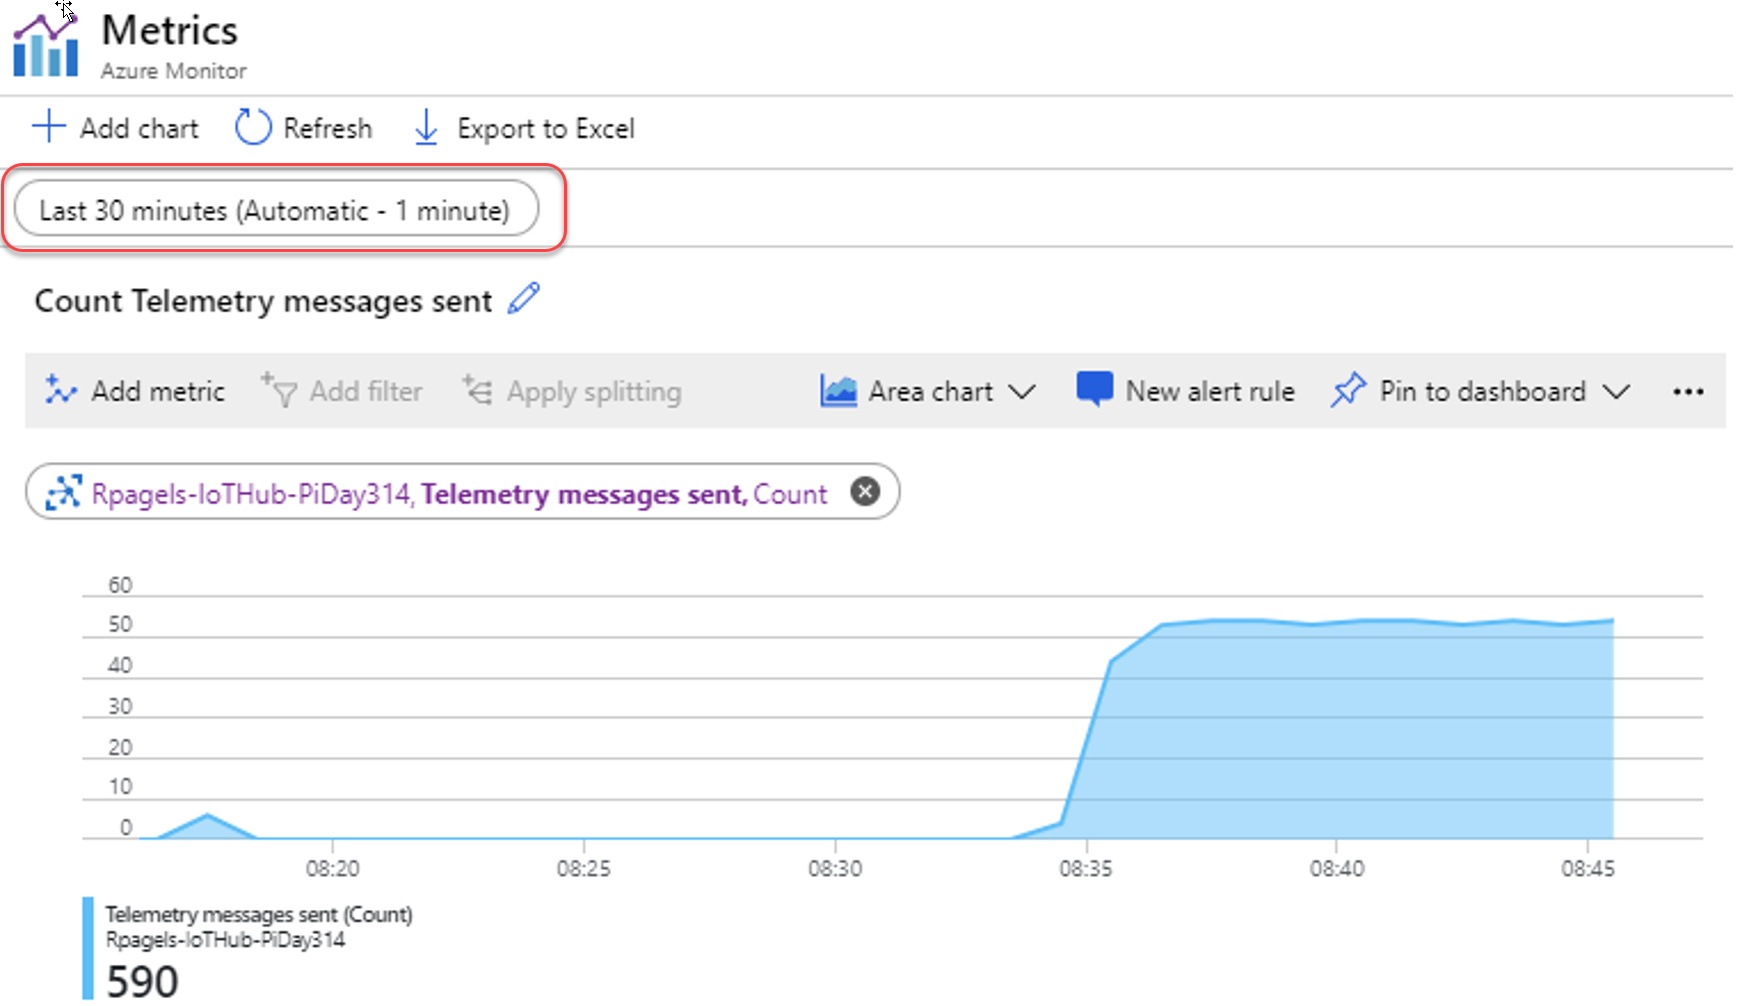 Metrics
Azure Monitor
Add chart Refresh Export to Excel
Last 30 minutes (Automatic - 1 minute)
Count Telemetry messages sent
Add metric Add filter Apply splitting Area chart New alert rule Pin to dashboard
Rpagels-IoTHub-PiDay314, Telemetry messages sent, Count
60
50
40
30
20
10
0
08:20 08:25 08:30 08:35 08:40 08:45
Telemetry messages sent (Count)
Rpagels-IoTHub-PiDay314
590